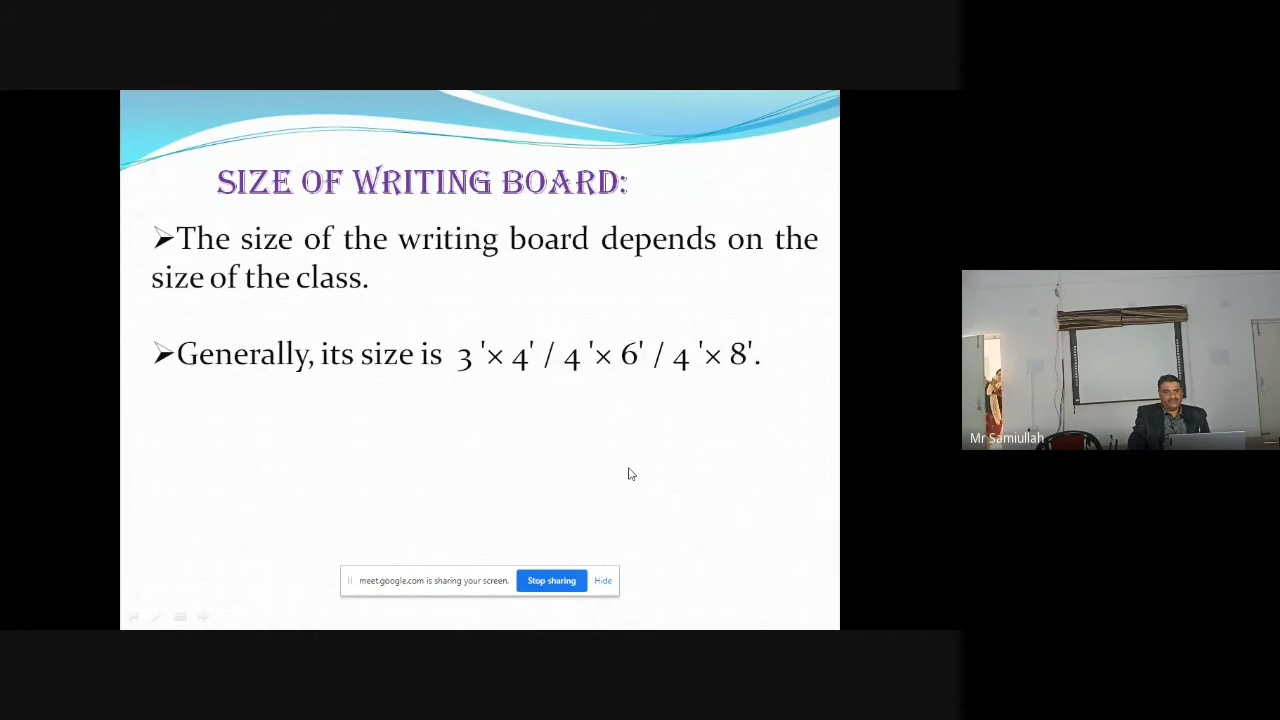 SIZE OF WRITING BOARD:
➢The size of the writing board depends on the
size of the class.
➢Generally, its size is 3 '× 4' / 4 '× 6' / 4 '× 8'.
Mr Samiullah
meet.google.com is sharing your screen. Stop sharing Hide